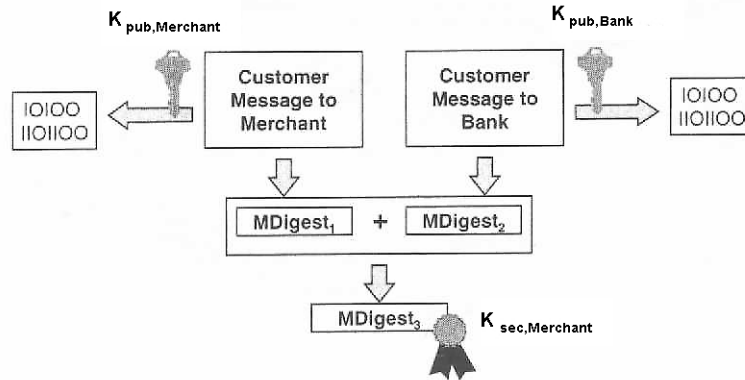 K pub,Merchant
K pub,Bank
Customer
Message to
Merchant
Customer
Message to
Bank
IOIOO
IIOIIOO
IOIOO
IIOIIOO
MDigest₁ + MDigest₂
MDigest₃
K sec,Merchant